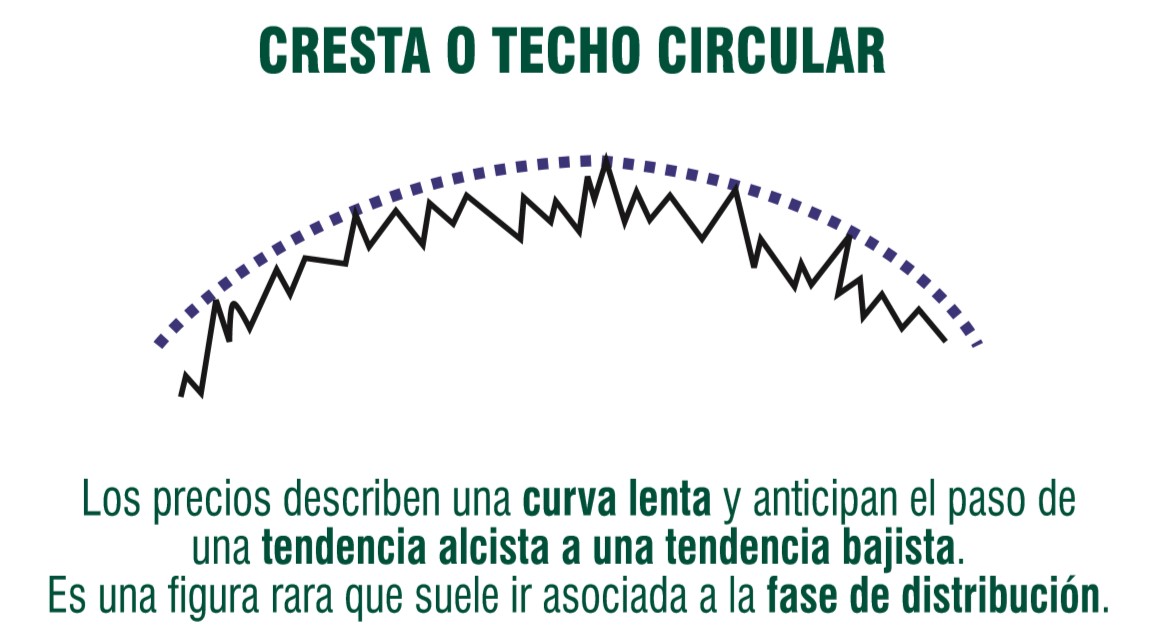 CRESTA O TECHO CIRCULAR
Los precios describen una curva lenta y anticipan el paso de
una tendencia alcista a una tendencia bajista.
Es una figura rara que suele ir asociada a la fase de distribución.